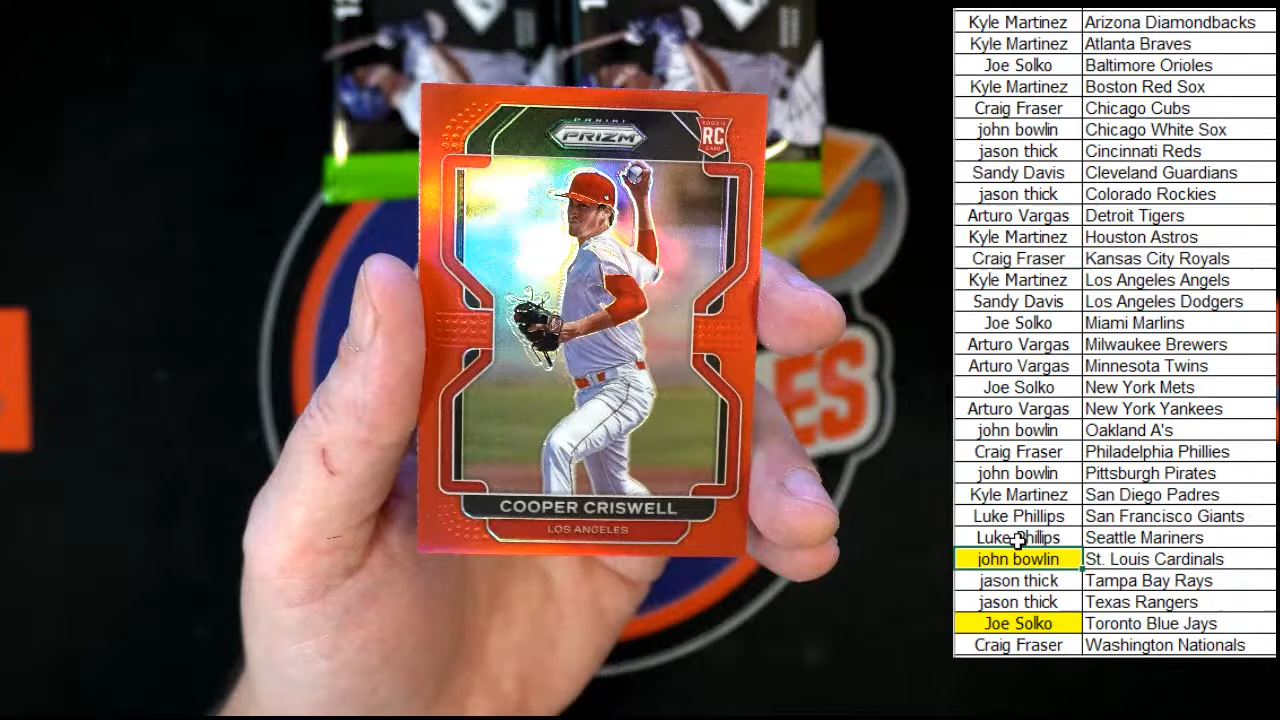 PANINI
PRIZM
ROOKIE
RC
CARD
COOPER CRISWELL
LOS ANGELES
ES
Kyle Martinez Arizona Diamondbacks
Kyle Martinez Atlanta Braves
Joe Solko Baltimore Orioles
Kyle Martinez Boston Red Sox
Craig Fraser Chicago Cubs
john bowlin Chicago White Sox
jason thick Cincinnati Reds
Sandy Davis Cleveland Guardians
jason thick Colorado Rockies
Arturo Vargas Detroit Tigers
Kyle Martinez Houston Astros
Craig Fraser Kansas City Royals
Kyle Martinez Los Angeles Angels
Sandy Davis Los Angeles Dodgers
Joe Solko Miami Marlins
Arturo Vargas Milwaukee Brewers
Arturo Vargas Minnesota Twins
Joe Solko New York Mets
Arturo Vargas New York Yankees
john bowlin Oakland A's
Craig Fraser Philadelphia Phillies
john bowlin Pittsburgh Pirates
Kyle Martinez San Diego Padres
Luke Phillips San Francisco Giants
Luke Phillips Seattle Mariners
john bowlin St. Louis Cardinals
jason thick Tampa Bay Rays
jason thick Texas Rangers
Joe Solko Toronto Blue Jays
Craig Fraser Washington Nationals